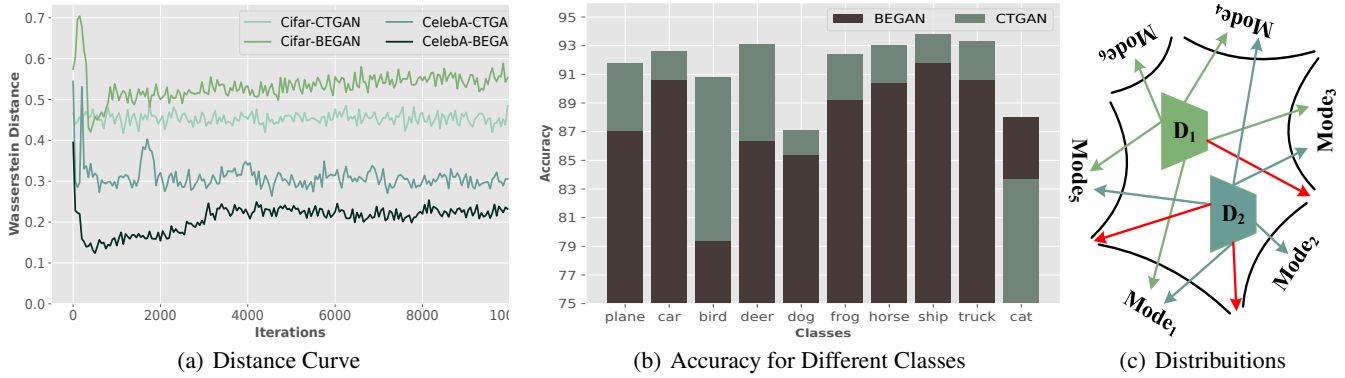 0.7
0.6
0.5
0.4
0.3
0.2
0.1
0.0
Wasserstein Distance
Cifar-CTGAN
Cifar-BEGAN
CelebA-CTGA
CelebA-BEGA
0 2000 4000 6000 8000 1000
Iterations
(a) Distance Curve
95
93
91
89
87
85
83
81
79
77
75
Accuracy
BEGAN CTGAN
plane car bird deer dog frog horse ship truck cat
Classes
(b) Accuracy for Different Classes
Mode4
Mode6
Mode3
D1
Mode5
D2
Mode2
Mode1
(c) Distribuitions